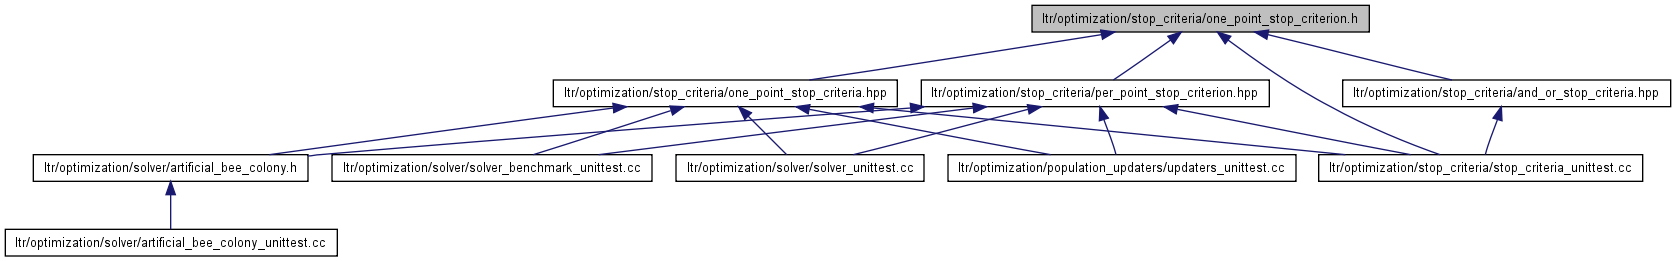 ltr/optimization/stop_criteria/one_point_stop_criterion.h
ltr/optimization/stop_criteria/one_point_stop_criteria.hpp
ltr/optimization/stop_criteria/per_point_stop_criterion.hpp
ltr/optimization/stop_criteria/and_or_stop_criteria.hpp
ltr/optimization/solver/artificial_bee_colony.h
ltr/optimization/solver/solver_benchmark_unittest.cc
ltr/optimization/solver/solver_unittest.cc
ltr/optimization/population_updaters/updaters_unittest.cc
ltr/optimization/stop_criteria/stop_criteria_unittest.cc
ltr/optimization/solver/artificial_bee_colony_unittest.cc